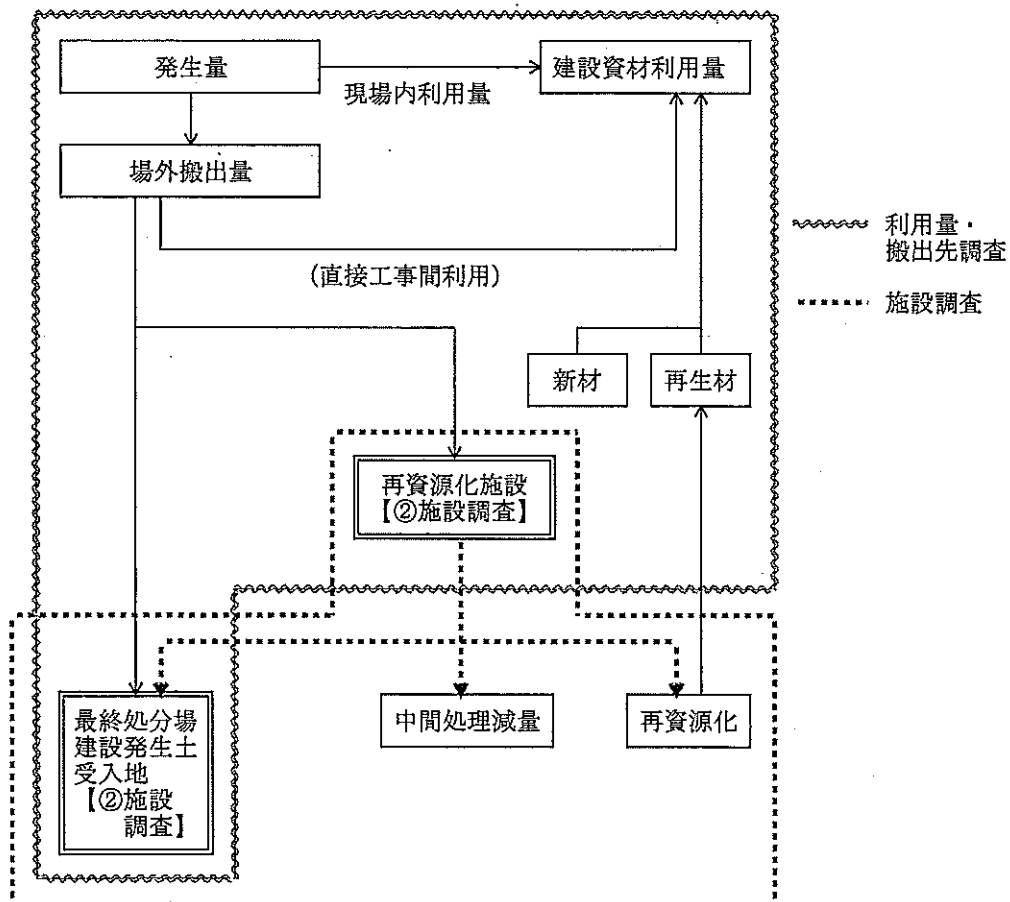 発生量
建設資材利用量
現場内利用量
場外搬出量
利用量・
搬出先調査
(直接工事間利用)
施設調査
新材
再生材
再資源化施設
【②施設調査】
最終処分場
建設発生土
受入地
【②施設
調査】
中間処理減量
再資源化